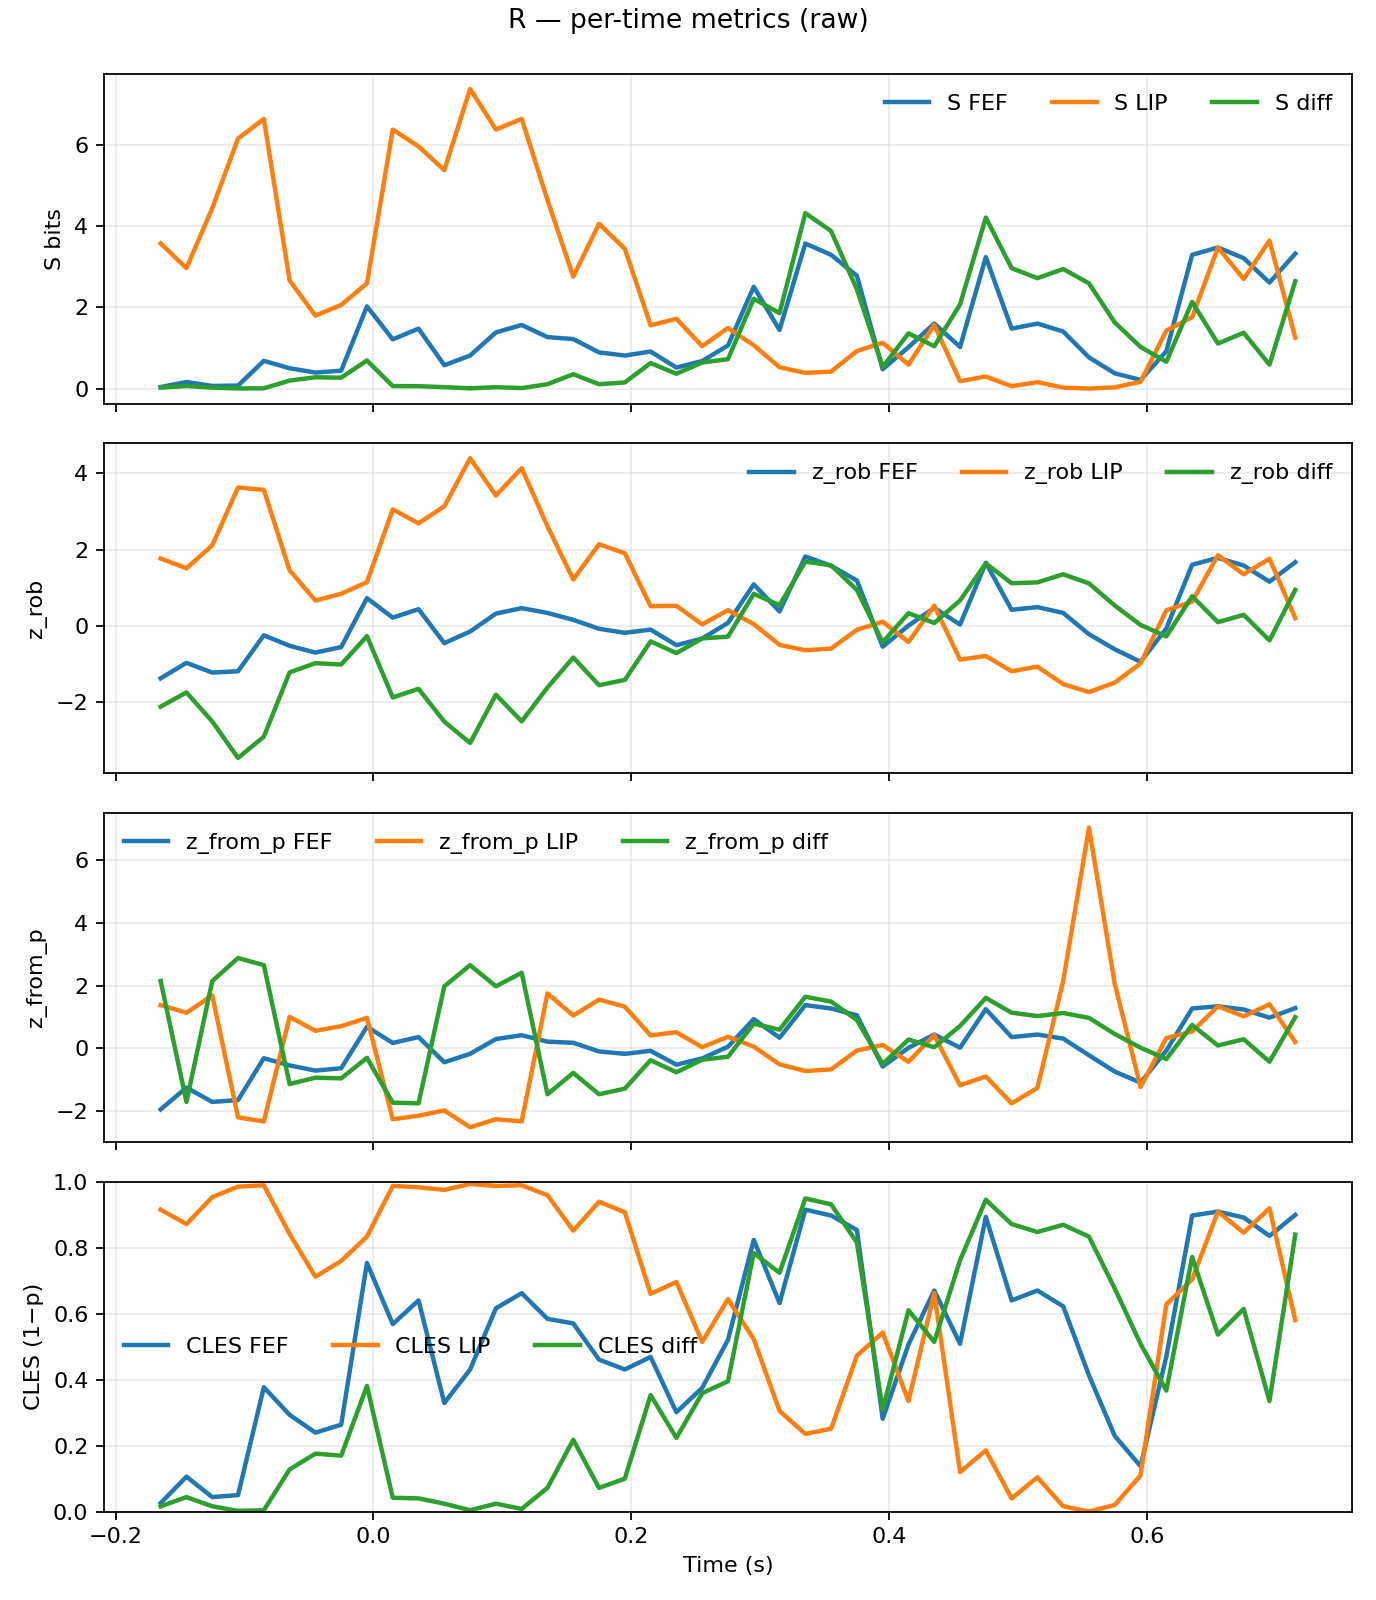 R — per-time metrics (raw)
S FEF S LIP S diff
S bits
6
4
2
0
z_rob FEF z_rob LIP z_rob diff
z_rob
4
2
0
−2
z_from_p FEF z_from_p LIP z_from_p diff
z_from_p
6
4
2
0
−2
CLES FEF CLES LIP CLES diff
CLES (1−p)
1.0
0.8
0.6
0.4
0.2
0.0
−0.2 0.0 0.2 0.4 0.6
Time (s)